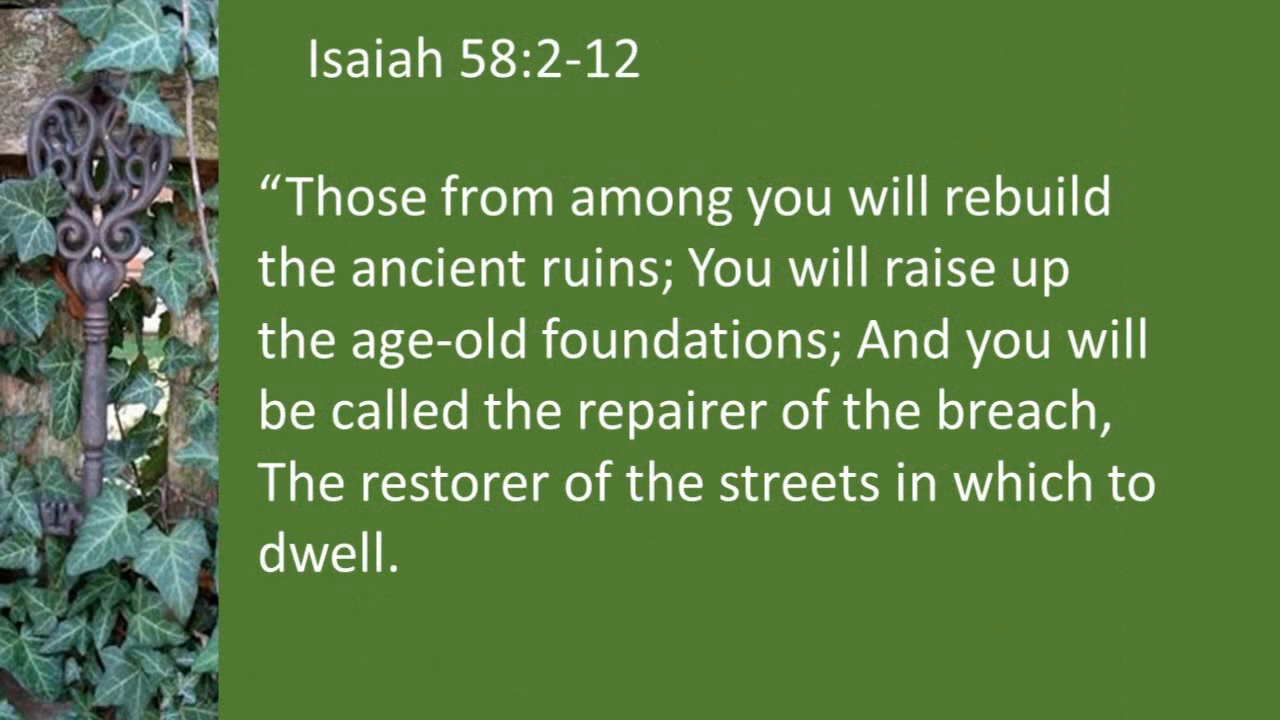 Isaiah 58:2-12
“Those from among you will rebuild
the ancient ruins; You will raise up
the age-old foundations; And you will
be called the repairer of the breach,
The restorer of the streets in which to
dwell.